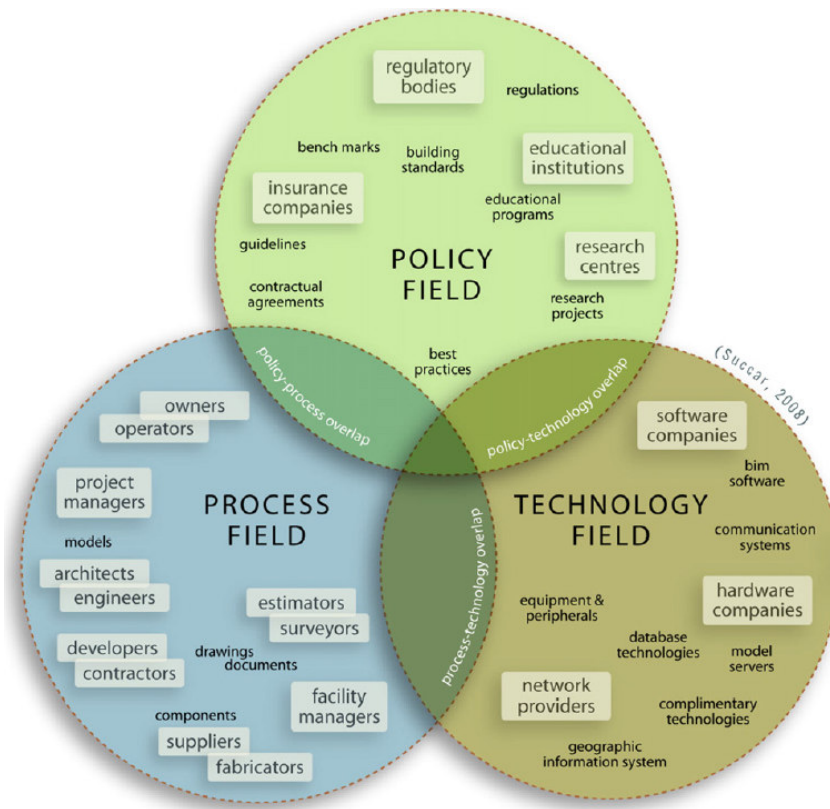 regulatory
bodies
regulations
bench marks
building
standards
educational
institutions
insurance
companies
educational
programs
guidelines
POLICY
FIELD
research
centres
contractual
agreements
research
projects
best
practices
policy-process overlap
policy-technology overlap
(Succar, 2008)
owners
operators
project
managers
PROCESS
FIELD
models
architects
engineers
estimators
surveyors
developers
contractors
drawings
documents
facility
managers
components
suppliers
fabricators
process-technology overlap
software
companies
bim
software
TECHNOLOGY
FIELD
communication
systems
equipment &
peripherals
hardware
companies
database
technologies
model
servers
network
providers
complimentary
technologies
geographic
information system